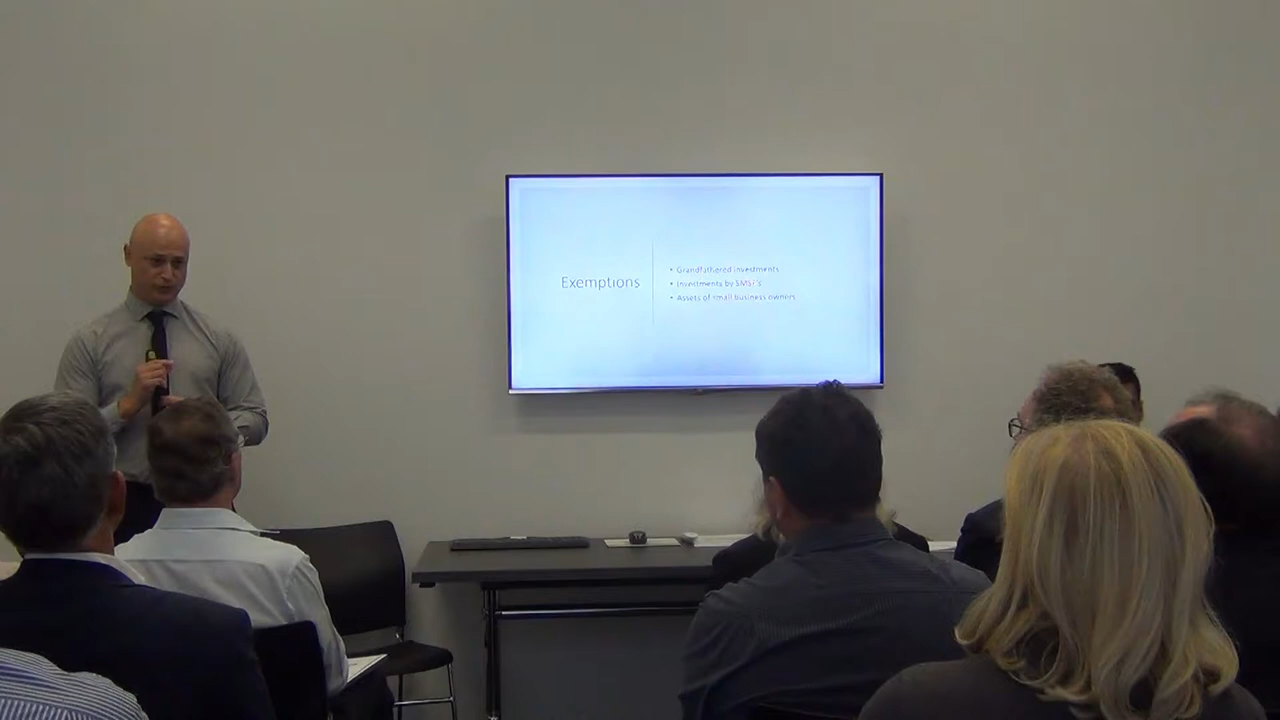 Exemptions
• Grandfathered investments
• Investments by SMSF's
• Assets of small business owners